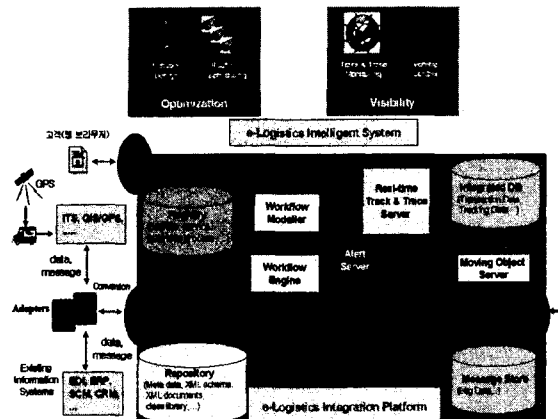 Optimization
Visibility
고객(웹 브라우저)
e-Logistics Intelligent System
GPS
ITS, GIS/GPS,
......
data,
message
Workflow
Modeller
Real-time
Track & Trace
Server
Integrated DB
Workflow
Engine
Alert
Server
Moving Object
Server
Conversion
Adapters
data,
message
Existing
Information
Systems
EDI, ERP,
SCM, CRM,
...
Repository
(Meta data, XML schema,
XML documents,
class library, ...)
Message Store
e-Logistics Integration Platform